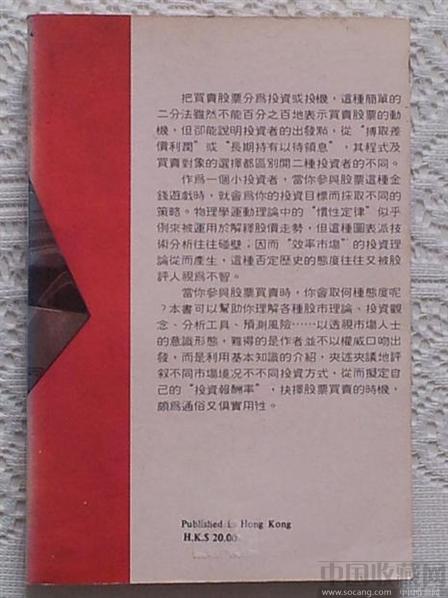 把買賣股票分爲投資或投機，這種簡單的
二分法雖然不能百分之百地表示買賣股票的動
機，但卻能說明投資者的出發點，從“搏取差
價利潤”或“長期持有以待領息”，其程式及
買賣對象的選擇都區別開二種投資者的不同。
作爲一個小投資者，當你參與股票這種金
錢遊戲時，就會爲你的投資目標而採取不同的
策略。物理學運動理論中的“慣性定律”似乎
例來被運用於解釋股價走勢，但這種圖表派技
術分析往往碰壁；因而“效率市場”的投資理
論從而產生，這種否定歷史的態度往往又被股
評人視爲不智。
當你參與股票買賣時，你會取何種態度呢
？本書可以幫助你理解各種股市理論、投資觀
念、分析工具、預測風險……以透視市場人士
的意識形態，難得的是作者並不以權威口吻出
發，而是利用基本知識的介紹，夾述夾議地評
叙不同市場境況不不同投資方式，從而擬定自
己的“投資報酬率”，抉擇股票買賣的時機，
頗爲通俗又俱實用性。
Published in Hong Kong
H.K.$ 20.00
中国收藏网
www.socang.com